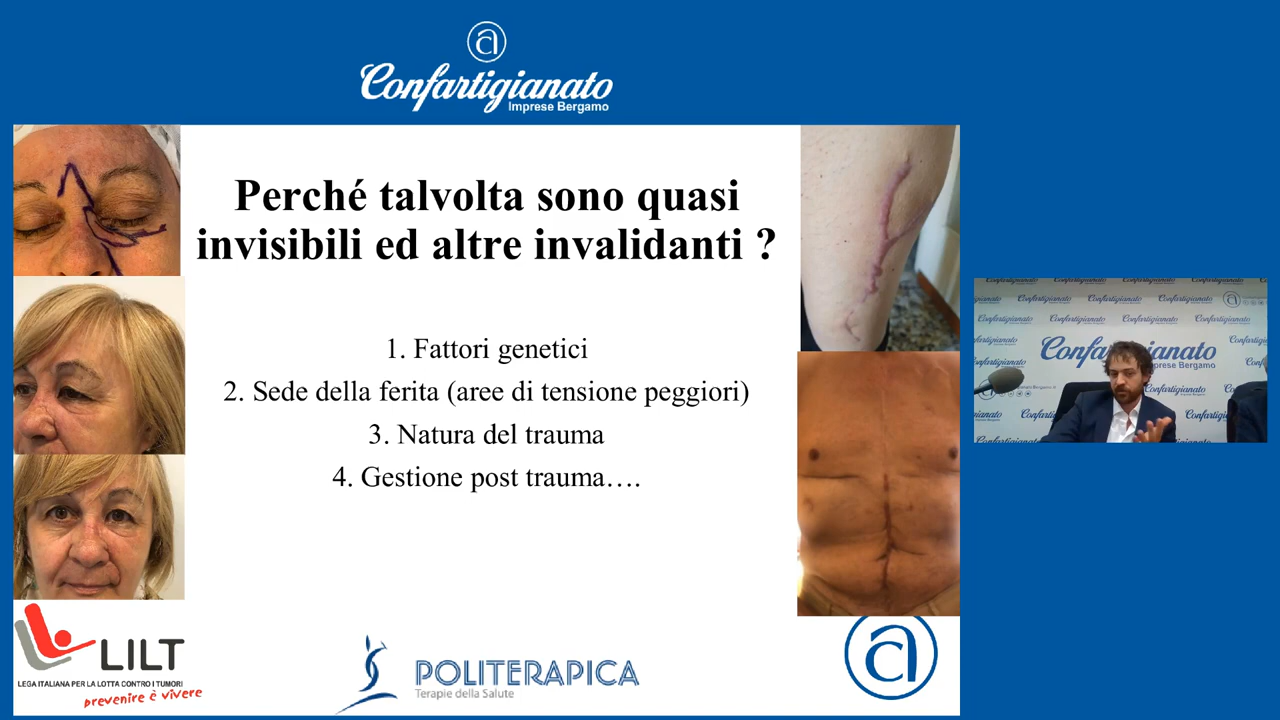 a
Confartigianato
Imprese Bergamo
Perché talvolta sono quasi
invisibili ed altre invalidanti ?
1. Fattori genetici
2. Sede della ferita (aree di tensione peggiori)
3. Natura del trauma
4. Gestione post trauma….
LILT
LEGA ITALIANA PER LA LOTTA CONTRO I TUMORI
prevenire è vivere
POLITERAPICA
Terapie della Salute
a
Confartigianato
Imprese Bergamo